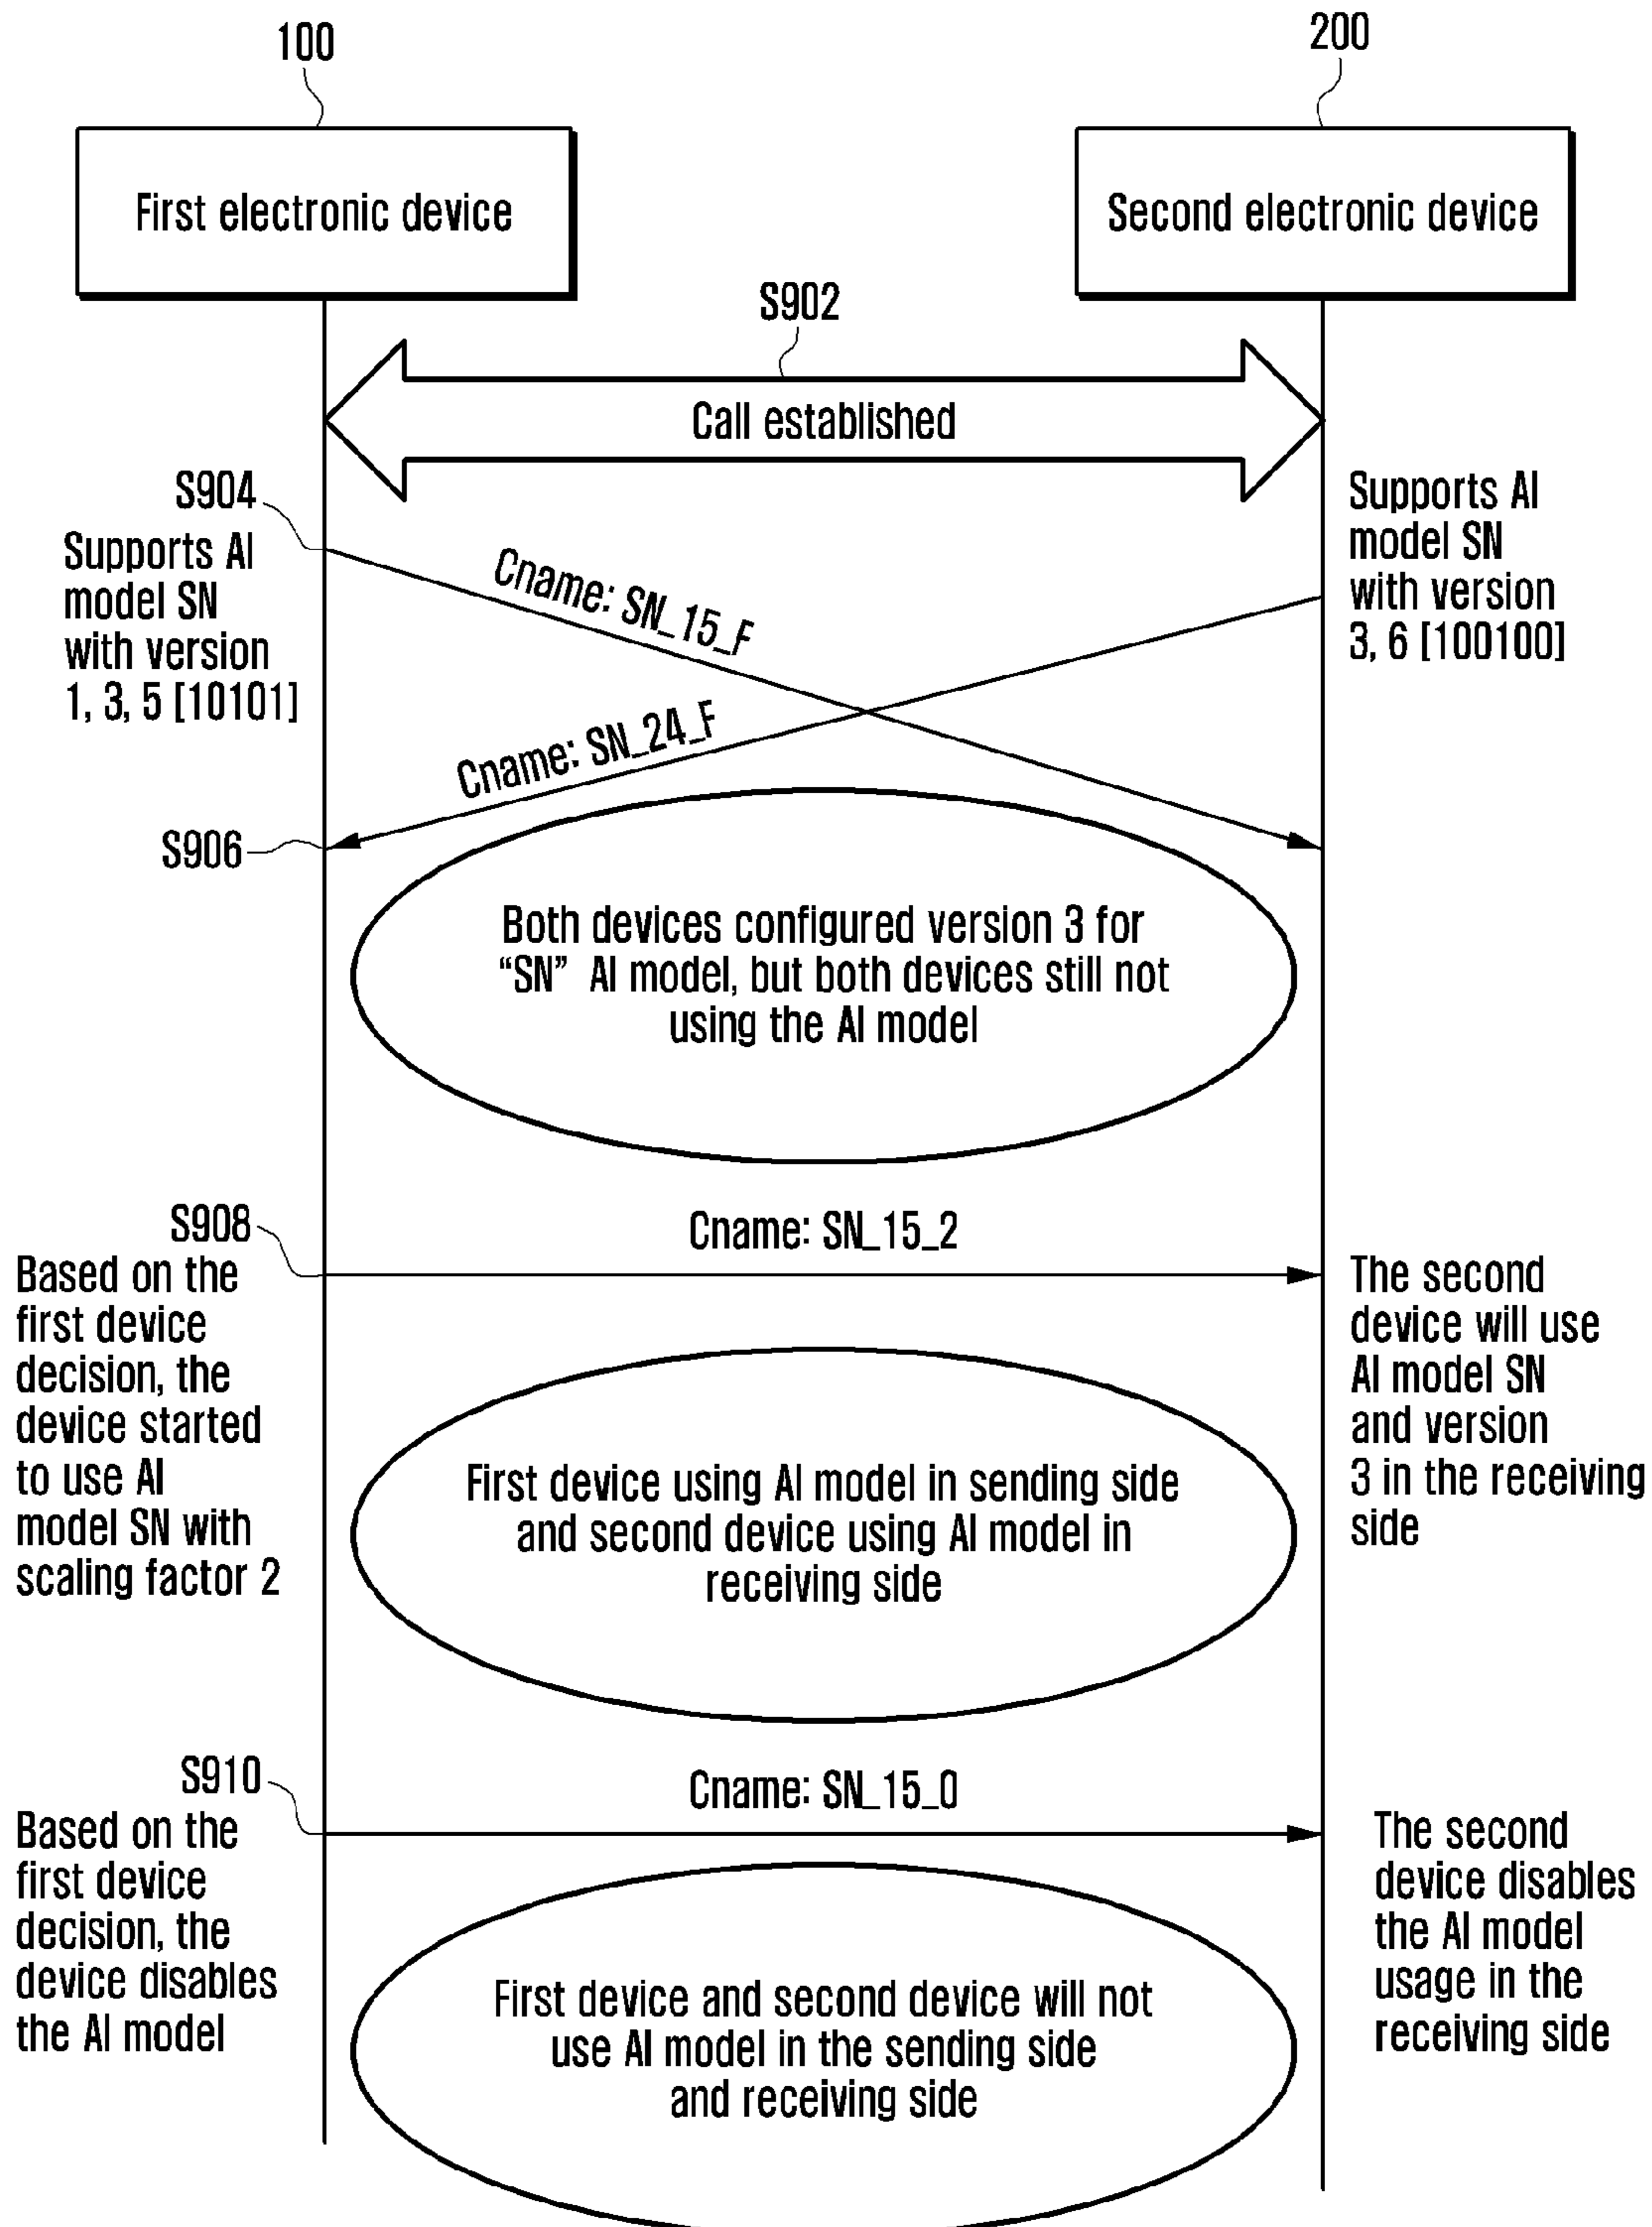 100
200
First electronic device
Second electronic device
S902
Call established
S904
Supports AI
model SN
with version
1, 3, 5 [10101]
Supports AI
model SN
with version
3, 6 [100100]
Cname: SN_15_F
Cname: SN_24_F
S906
Both devices configured version 3 for
“SN” AI model, but both devices still not
using the AI model
S908
Cname: SN_15_2
Based on the
first device
decision, the
device started
to use AI
model SN with
scaling factor 2
The second
device will use
AI model SN
and version
3 in the receiving
side
First device using AI model in sending side
and second device using AI model in
receiving side
S910
Cname: SN_15_0
Based on the
first device
decision, the
device disables
the AI model
The second
device disables
the AI model
usage in the
receiving side
First device and second device will not
use AI model in the sending side
and receiving side